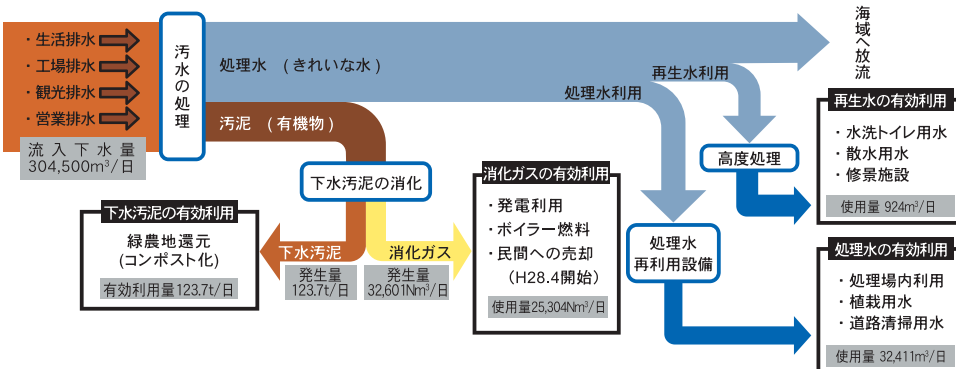 ・生活排水
・工場排水
・観光排水
・営業排水
流入下水量
304,500m³/日
汚水の処理
処理水 (きれいな水)
汚泥 (有機物)
処理水利用
再生水利用
海域へ放流
下水汚泥の消化
高度処理
処理水
再利用設備
下水汚泥の有効利用
緑農地還元
(コンポスト化)
有効利用量123.7t/日
下水汚泥
発生量
123.7t/日
消化ガス
発生量
32,601Nm³/日
消化ガスの有効利用
・発電利用
・ボイラー燃料
・民間への売却
(H28.4開始)
使用量25,304Nm³/日
再生水の有効利用
・水洗トイレ用水
・散水用水
・修景施設
使用量 924m³/日
処理水の有効利用
・処理場内利用
・植栽用水
・道路清掃用水
使用量 32,411m³/日